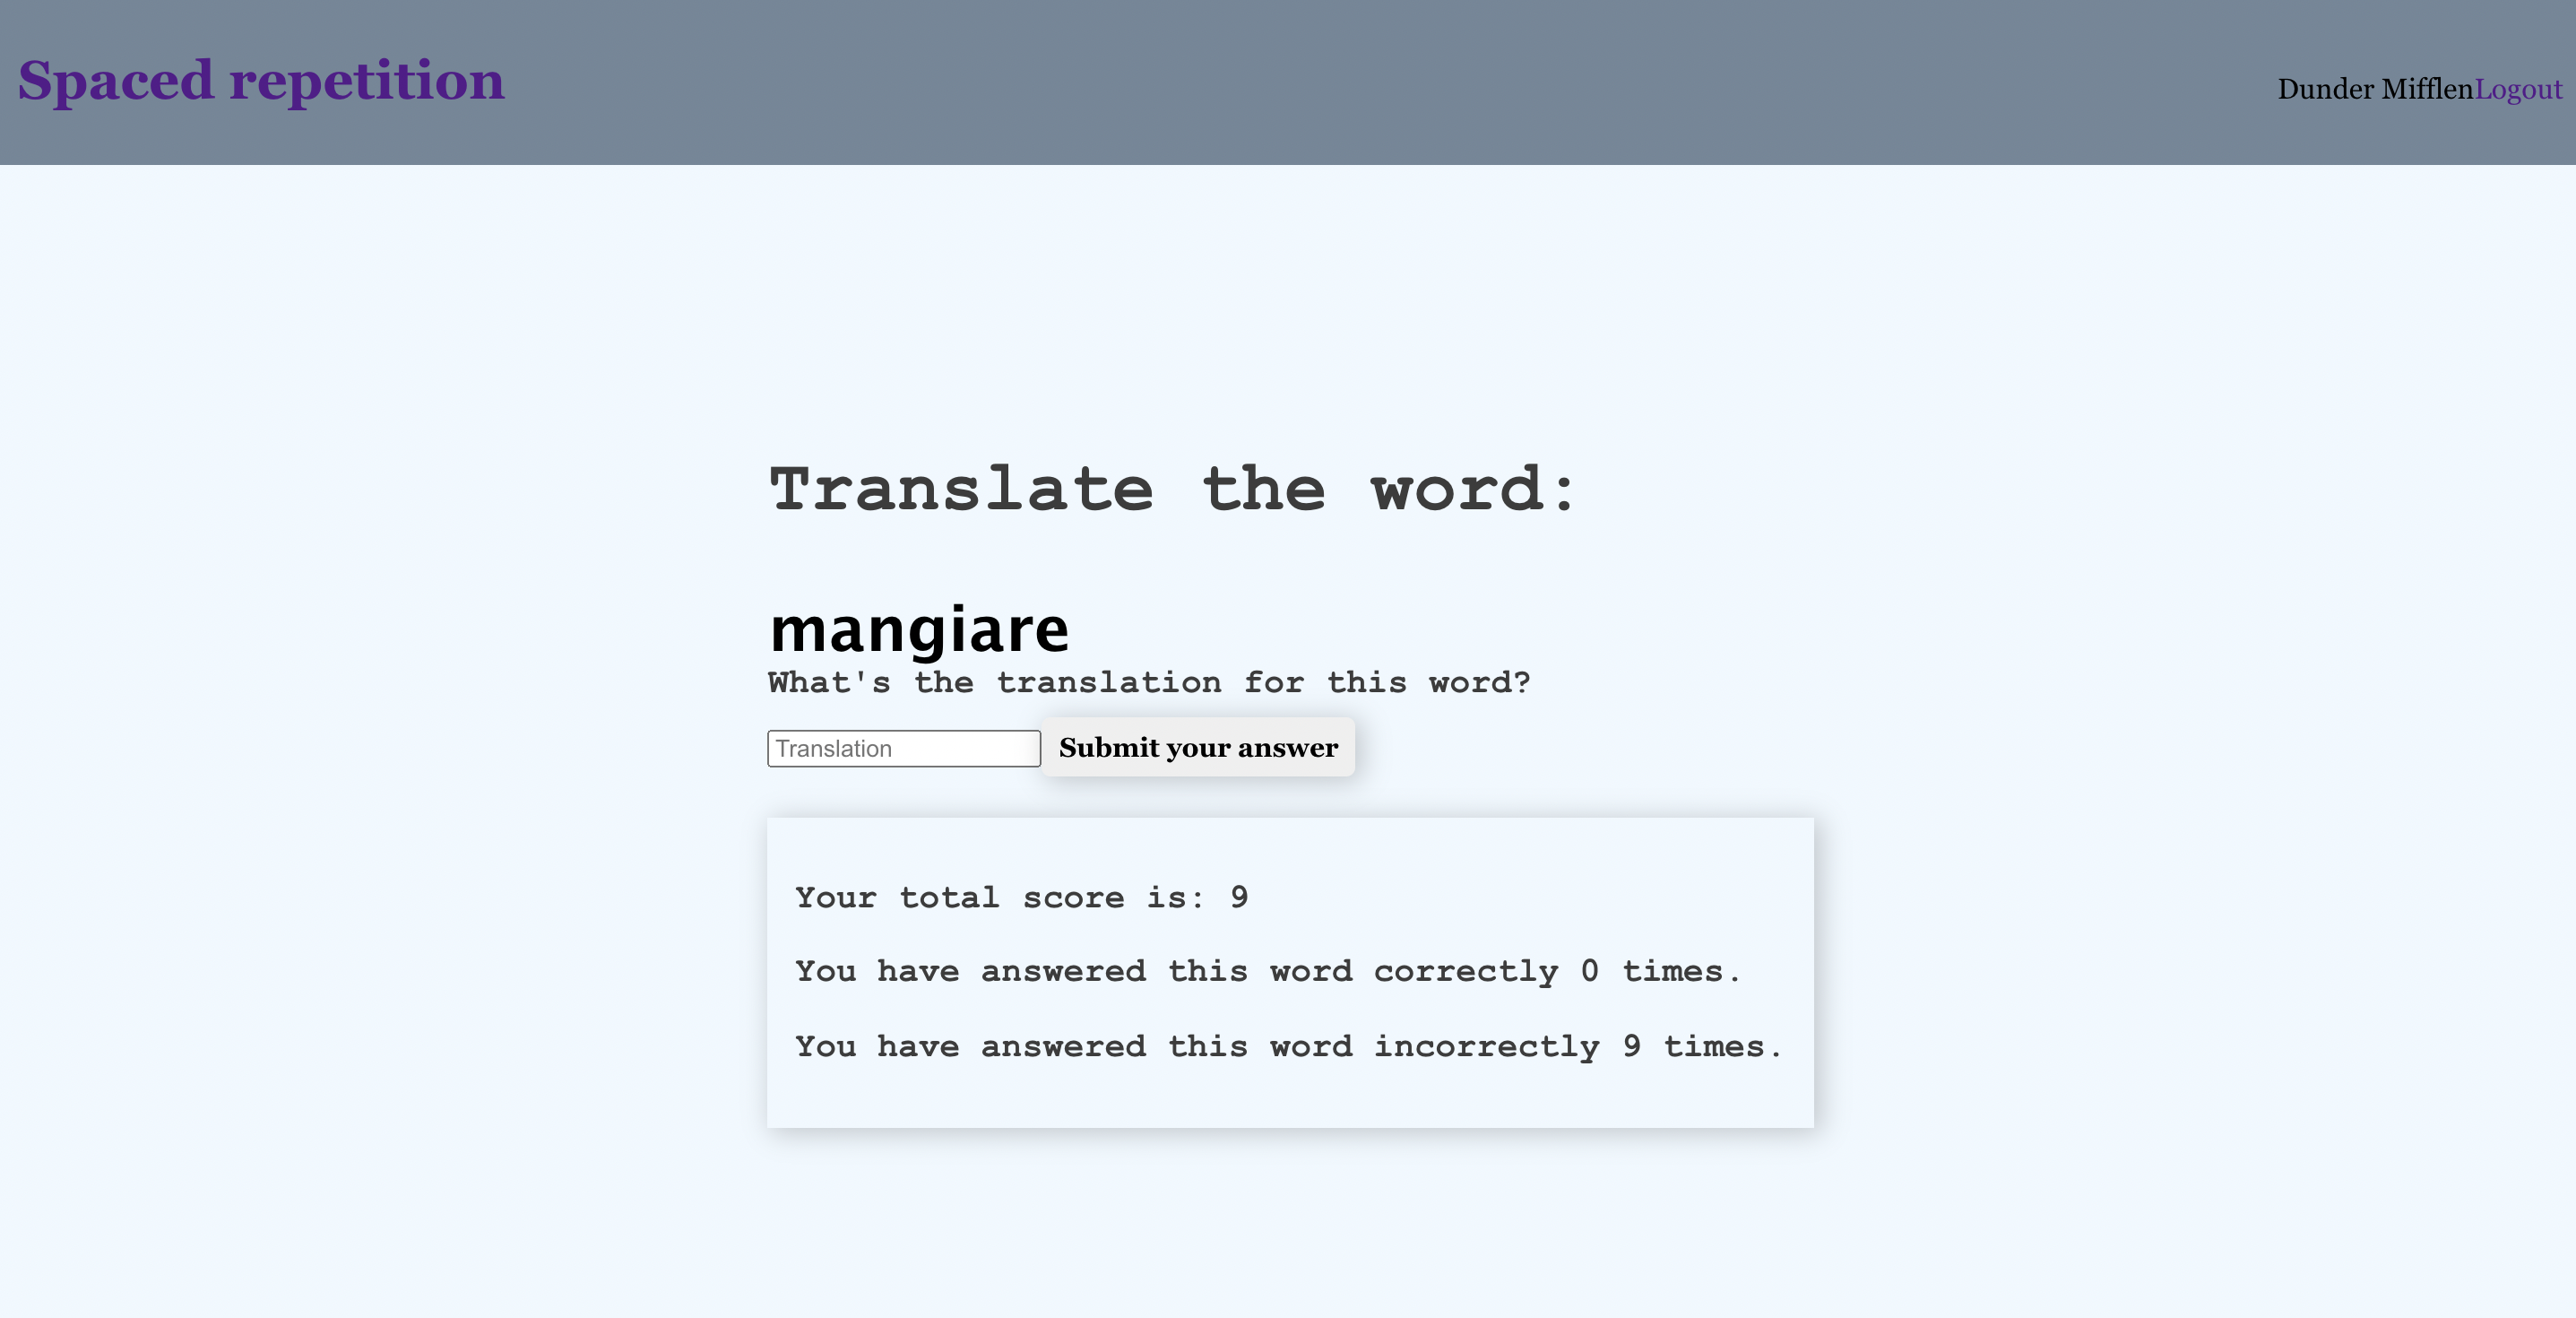 Spaced repetition
Dunder MifflenLogout
Translate the word:
mangiare
What's the translation for this word?
Translation
Submit your answer
Your total score is: 9
You have answered this word correctly 0 times.
You have answered this word incorrectly 9 times.